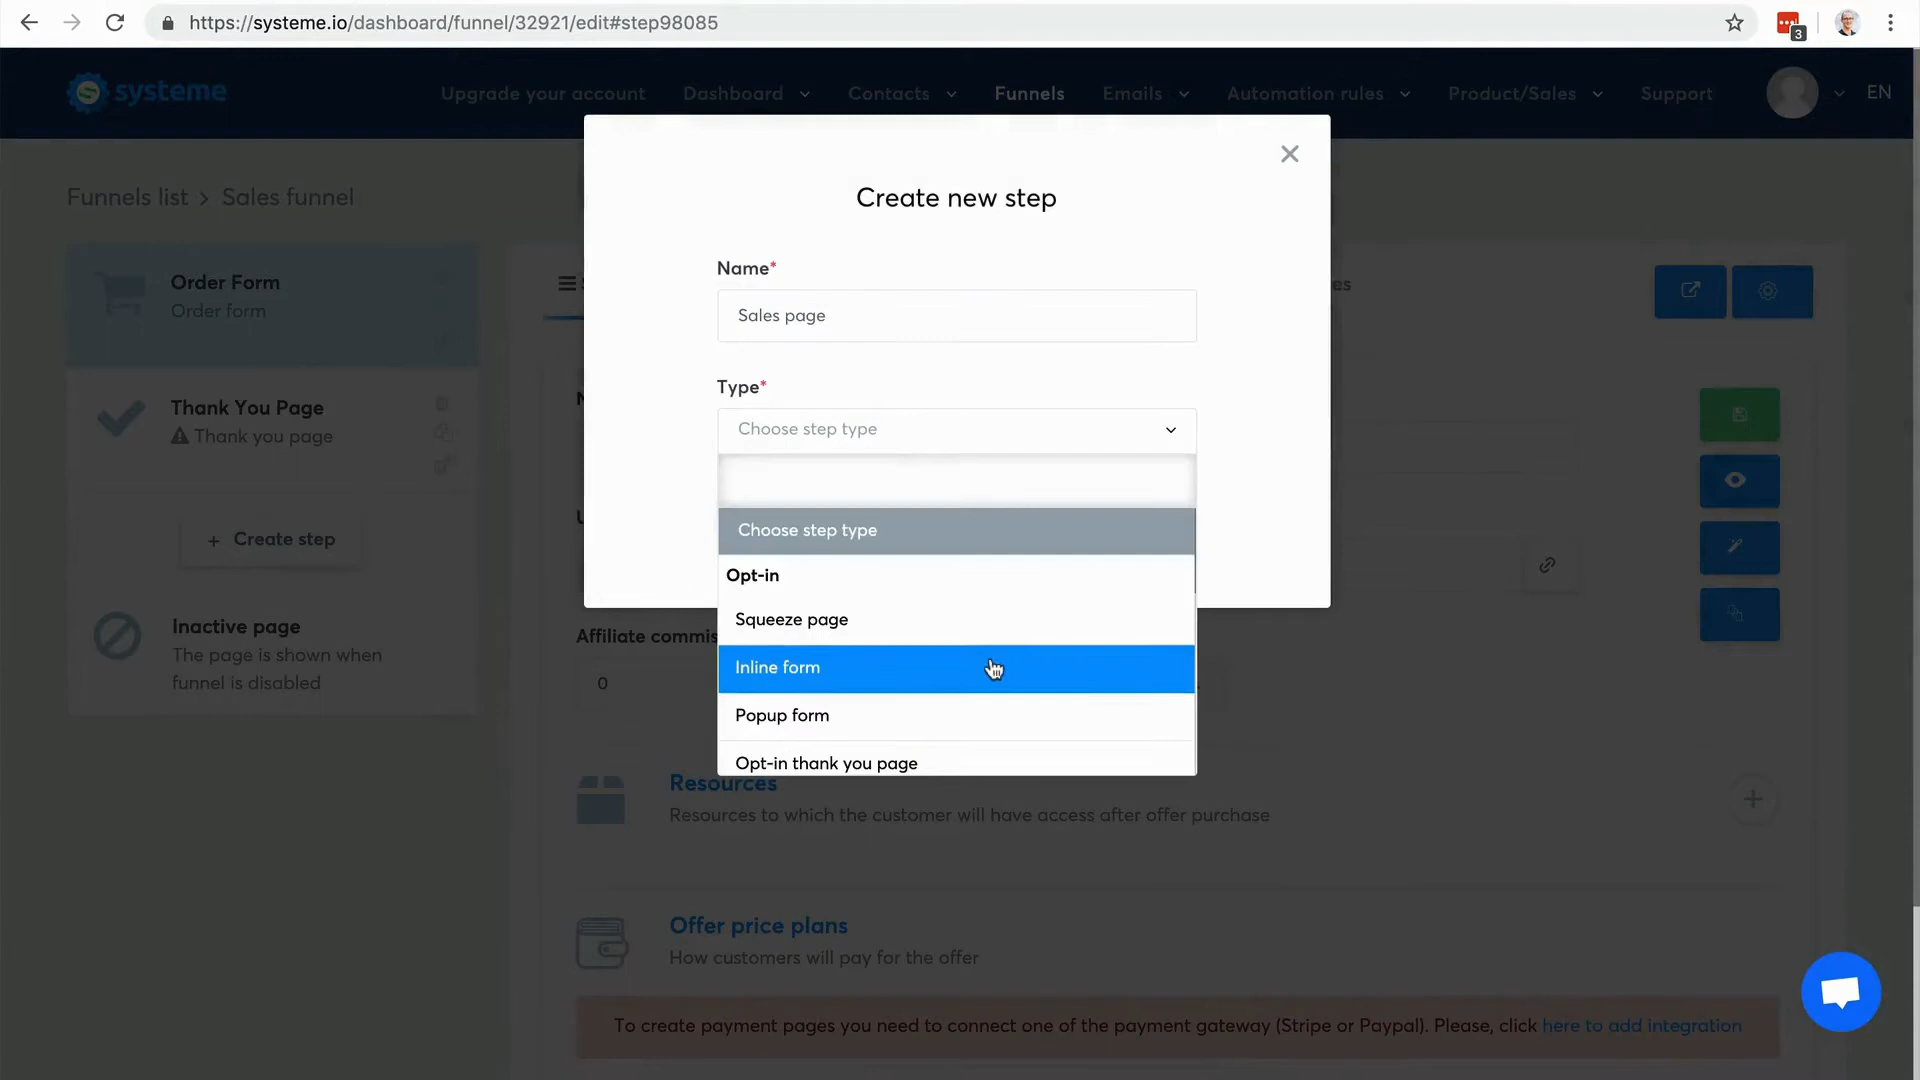 https://systeme.io/dashboard/funnel/32921/edit#step98085
3
systeme
Upgrade your account
Dashboard
Contacts
Funnels
Emails
Automation rules
Product/Sales
Support
EN
Funnels list > Sales funnel
Create new step
Name*
Sales page
Type*
Choose step type
Choose step type
Opt-in
Squeeze page
Inline form
Popup form
Opt-in thank you page
Order Form
Order form
Thank You Page
Thank you page
+ Create step
Inactive page
The page is shown when
funnel is disabled
es
Affiliate commis
0
Resources
Resources to which the customer will have access after offer purchase
Offer price plans
How customers will pay for the offer
To create payment pages you need to connect one of the payment gateway (Stripe or Paypal). Please, click here to add integration